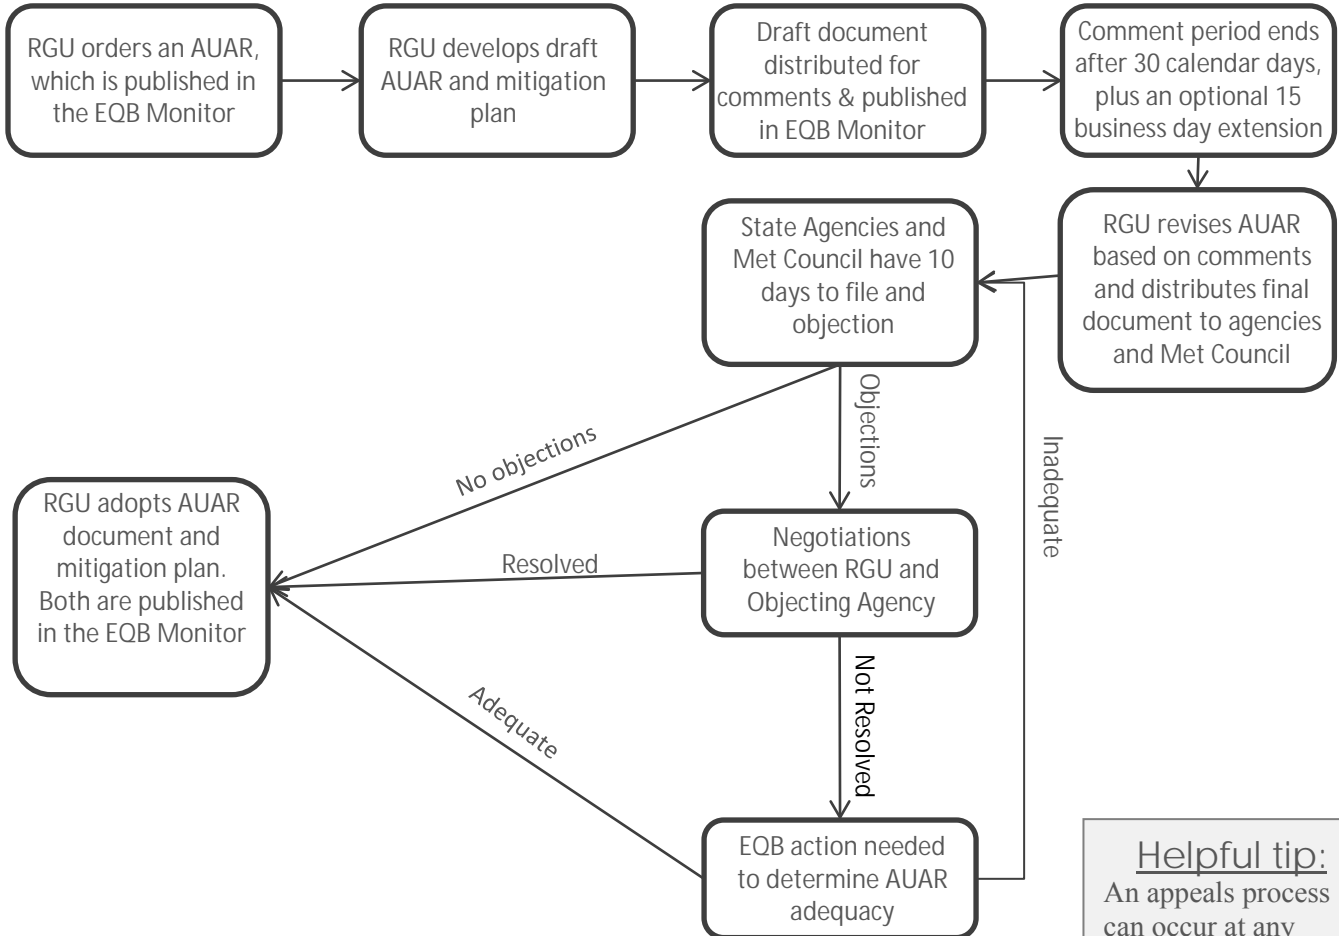 RGU orders an AUAR,
which is published in
the EQB Monitor
RGU develops draft
AUAR and mitigation
plan
Draft document
distributed for
comments & published
in EQB Monitor
Comment period ends
after 30 calendar days,
plus an optional 15
business day extension
RGU revises AUAR
based on comments
and distributes final
document to agencies
and Met Council
State Agencies and
Met Council have 10
days to file and
objection
Objections
No objections
Inadequate
RGU adopts AUAR
document and
mitigation plan.
Both are published
in the EQB Monitor
Resolved
Negotiations
between RGU and
Objecting Agency
Not Resolved
Adequate
EQB action needed
to determine AUAR
adequacy
Helpful tip:
An appeals process
can occur at any